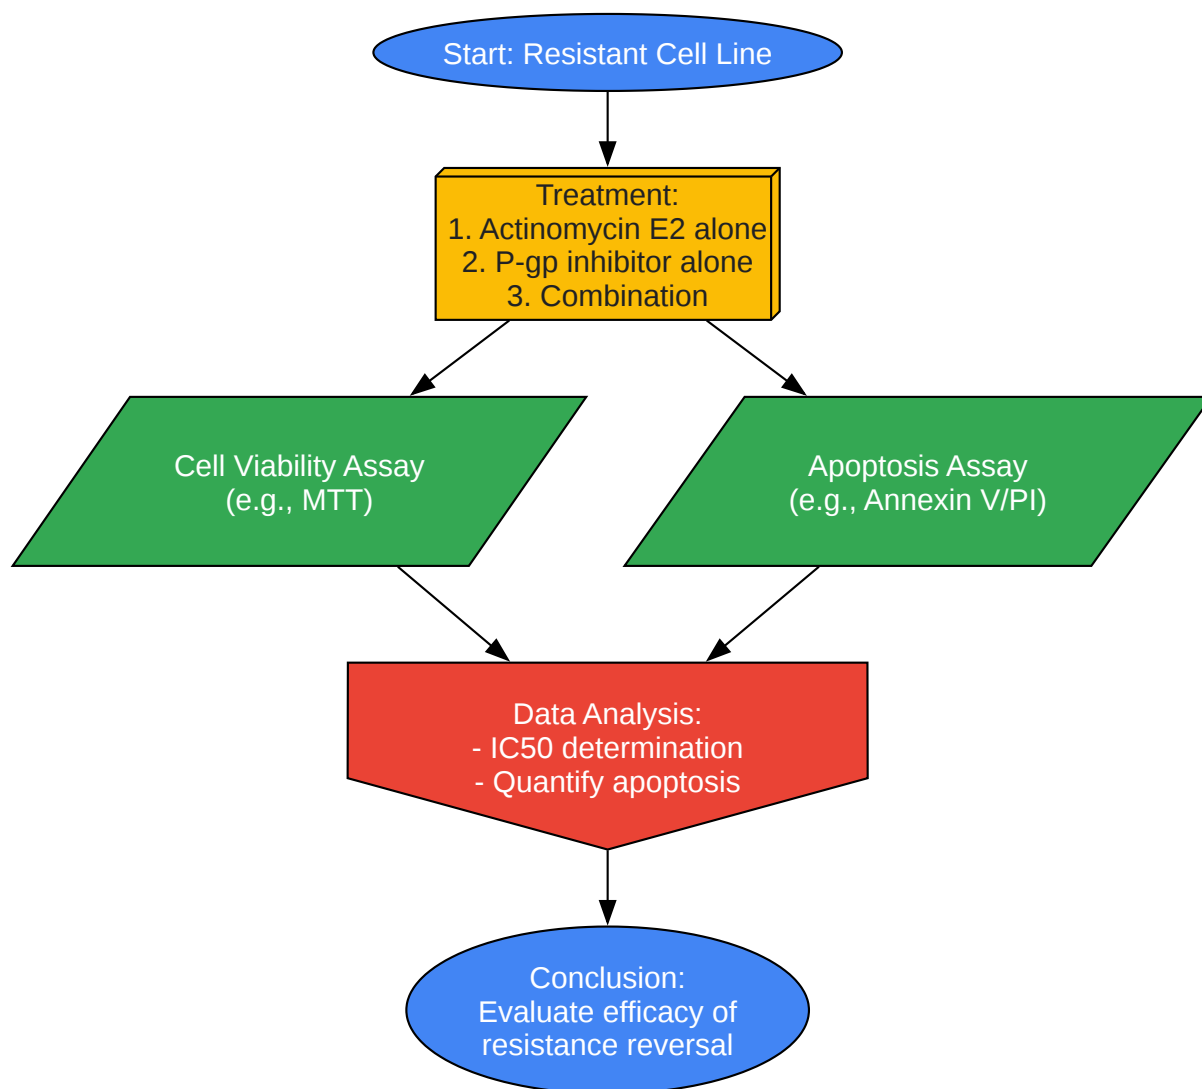 Start: Resistant Cell Line
Treatment:
1. Actinomycin E2 alone
2. P-gp inhibitor alone
3. Combination
Cell Viability Assay
(e.g., MTT)
Apoptosis Assay
(e.g., Annexin V/PI)
Data Analysis:
- IC50 determination
- Quantify apoptosis
Conclusion:
Evaluate efficacy of
resistance reversal